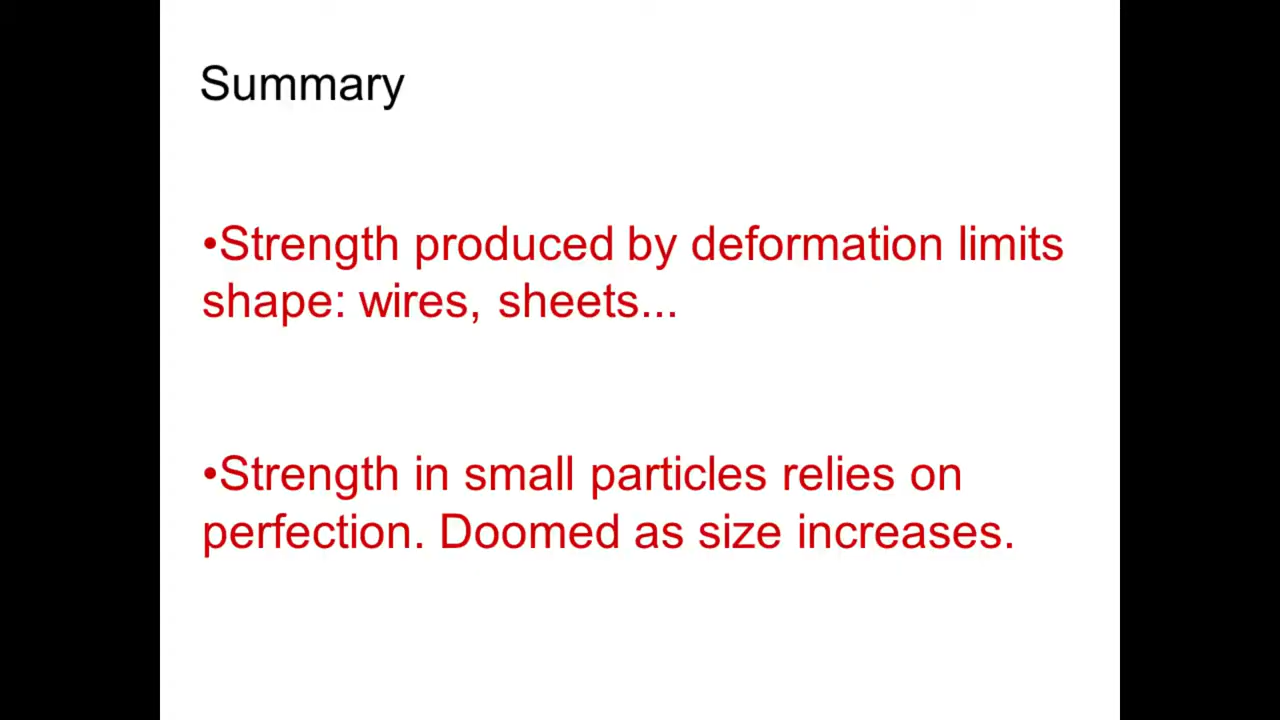 Summary
•Strength produced by deformation limits
shape: wires, sheets...
•Strength in small particles relies on
perfection. Doomed as size increases.